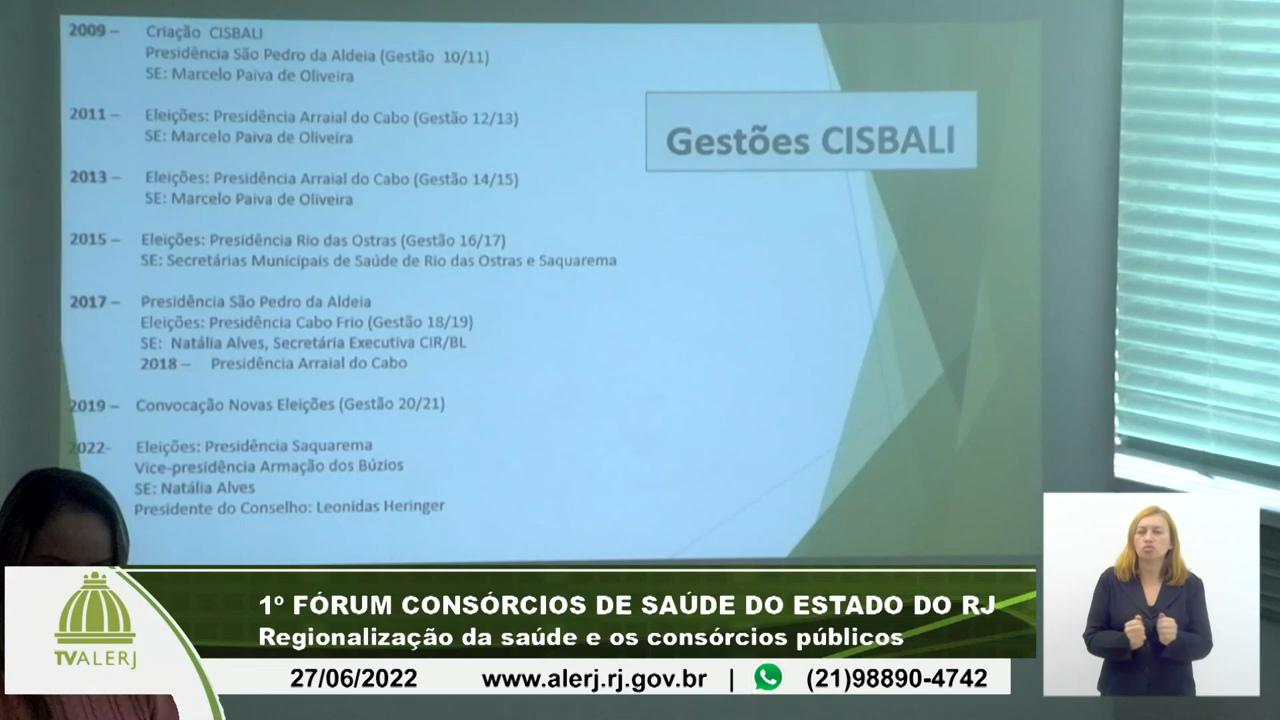 2009 – Criação CISBALI
Presidência São Pedro da Aldeia (Gestão 10/11)
SE: Marcelo Paiva de Oliveira
2011 – Eleições: Presidência Arraial do Cabo (Gestão 12/13)
SE: Marcelo Paiva de Oliveira
2013 – Eleições: Presidência Arraial do Cabo (Gestão 14/15)
SE: Marcelo Paiva de Oliveira
2015 – Eleições: Presidência Rio das Ostras (Gestão 16/17)
SE: Secretárias Municipais de Saúde de Rio das Ostras e Saquarema
2017 – Presidência São Pedro da Aldeia
Eleições: Presidência Cabo Frio (Gestão 18/19)
SE: Natália Alves, Secretária Executiva CIR/BL
2018 – Presidência Arraial do Cabo
2019 – Convocação Novas Eleições (Gestão 20/21)
2022- Eleições: Presidência Saquarema
Vice-presidência Armação dos Búzios
SE: Natália Alves
Presidente do Conselho: Leonidas Heringer
Gestões CISBALI
TVALERJ
1º FÓRUM CONSÓRCIOS DE SAÚDE DO ESTADO DO RJ
Regionalização da saúde e os consórcios públicos
27/06/2022 www.alerj.rj.gov.br | (21)98890-4742